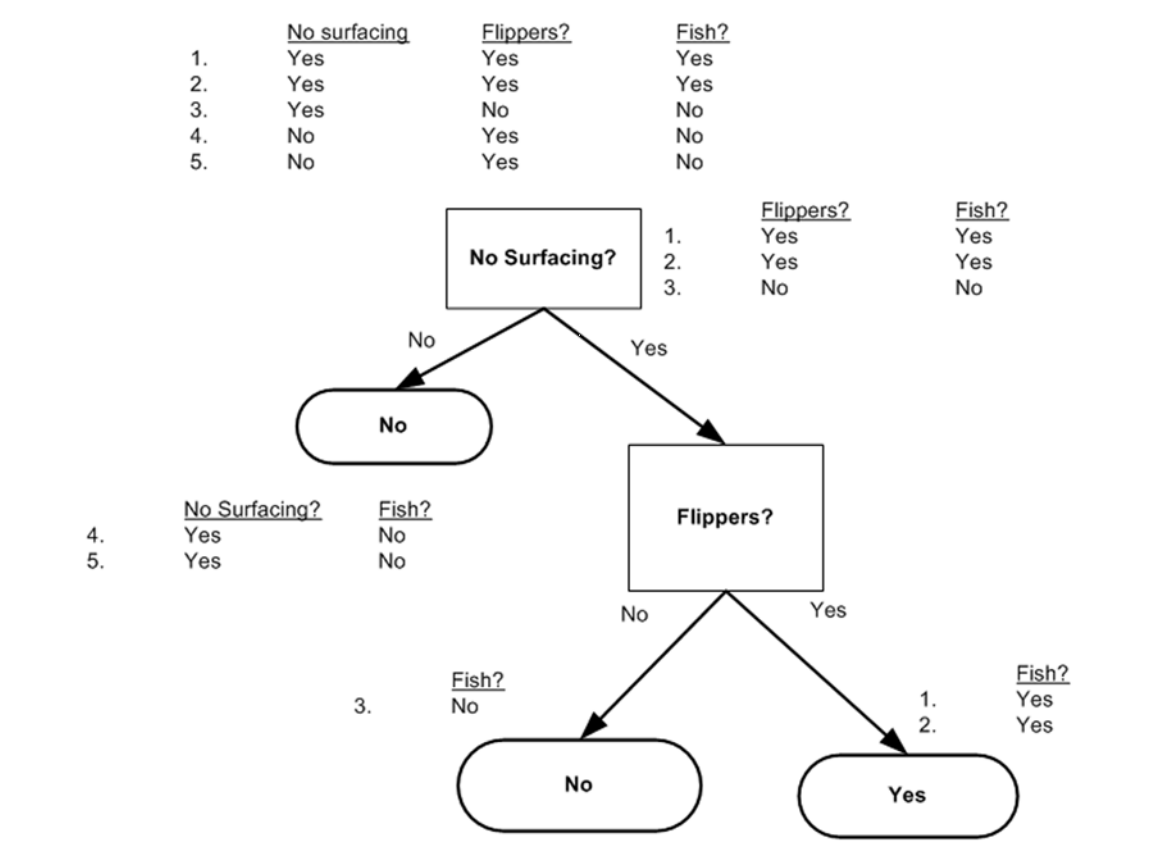 No surfacing Flippers? Fish?
1. Yes Yes Yes
2. Yes Yes Yes
3. Yes No No
4. No Yes No
5. No Yes No
Flippers? Fish?
1. Yes Yes
2. Yes Yes
3. No No
No Surfacing?
No
Yes
No
No Surfacing? Fish?
4. Yes No
5. Yes No
Flippers?
No
Yes
Fish?
3. No
Fish?
1. Yes
2. Yes
No
Yes